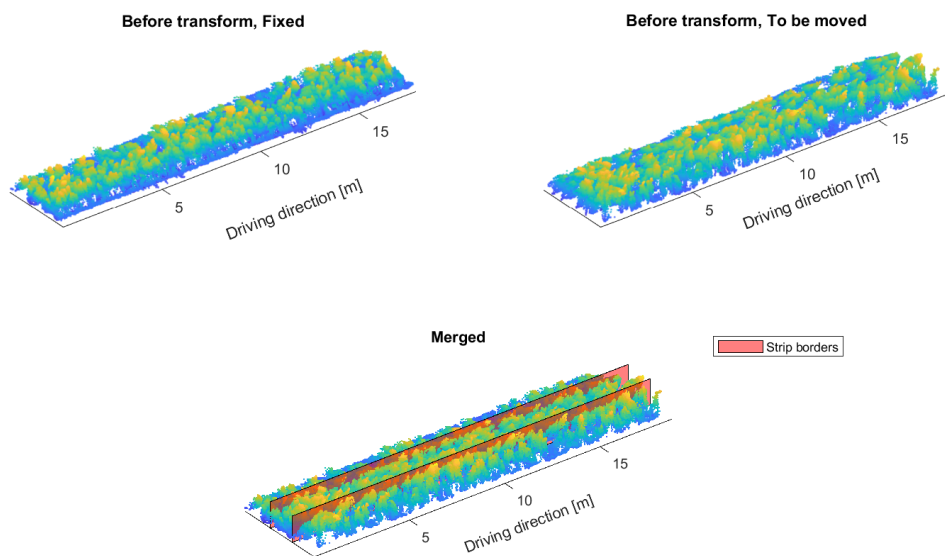 Before transform, Fixed
Before transform, To be moved
15
10
5
Driving direction [m]
15
10
5
Driving direction [m]
Merged
Strip borders
15
10
5
Driving direction [m]